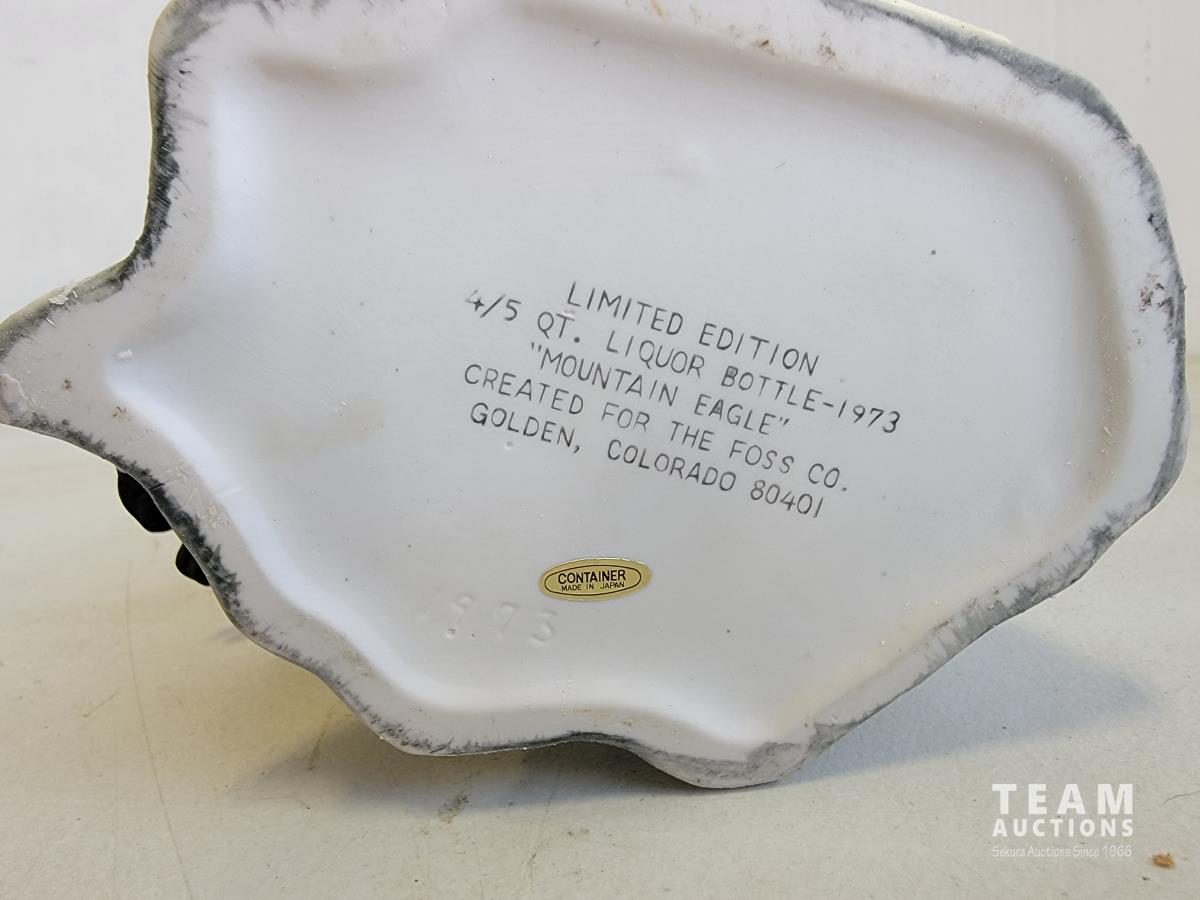 LIMITED EDITION
4/5 QT. LIQUOR BOTTLE-1973
"MOUNTAIN EAGLE"
CREATED FOR THE FOSS CO.
GOLDEN, COLORADO 80401
CONTAINER
MADE IN JAPAN
1973
TEAM
AUCTIONS
Sekura Auctions Since 1966